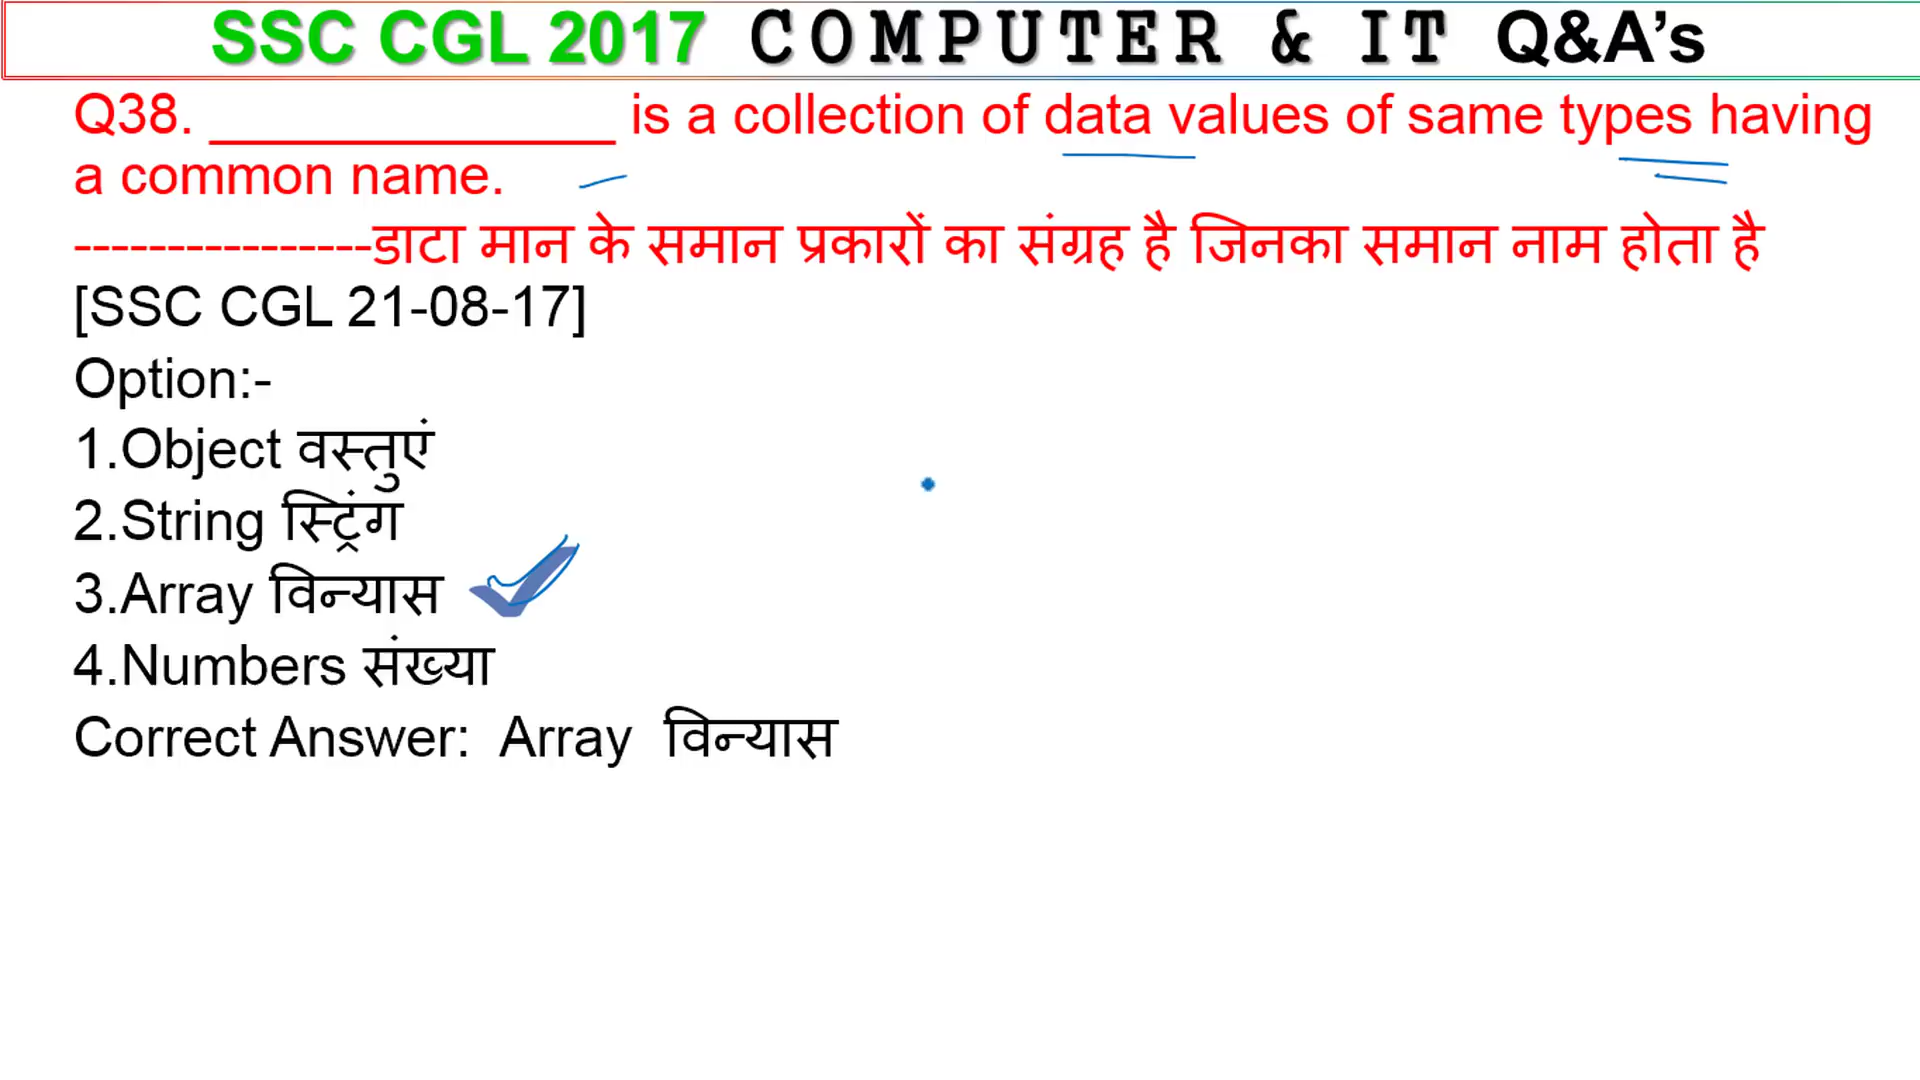 SSC CGL 2017 COMPUTER & IT Q&A’s
Q38. _____________ is a collection of data values of same types having
a common name.
----------------डाटा मान के समान प्रकारों का संग्रह है जिनका समान नाम होता है
[SSC CGL 21-08-17]
Option:-
1.Object वस्तुएं
2.String स्ट्रिंग
3.Array विन्यास
4.Numbers संख्या
Correct Answer: Array विन्यास